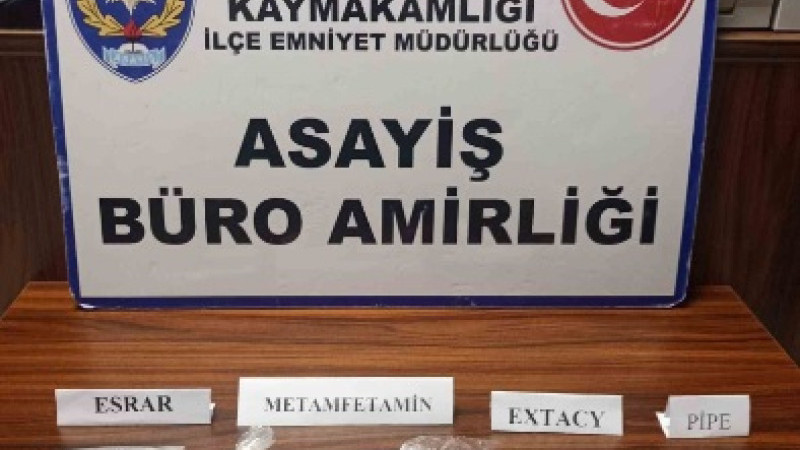 KAYMAKAMLIĞI
İLÇE EMNİYET MÜDÜRLÜĞÜ
ASAYİŞ
BÜRO AMİRLİĞİ
ESRAR
METAMFETAMİN
EXTACY
PİPE